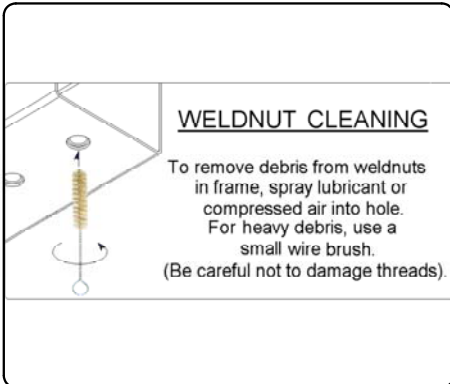 WELDNUT CLEANING
To remove debris from weldnuts
in frame, spray lubricant or
compressed air into hole.
For heavy debris, use a
small wire brush.
(Be careful not to damage threads).